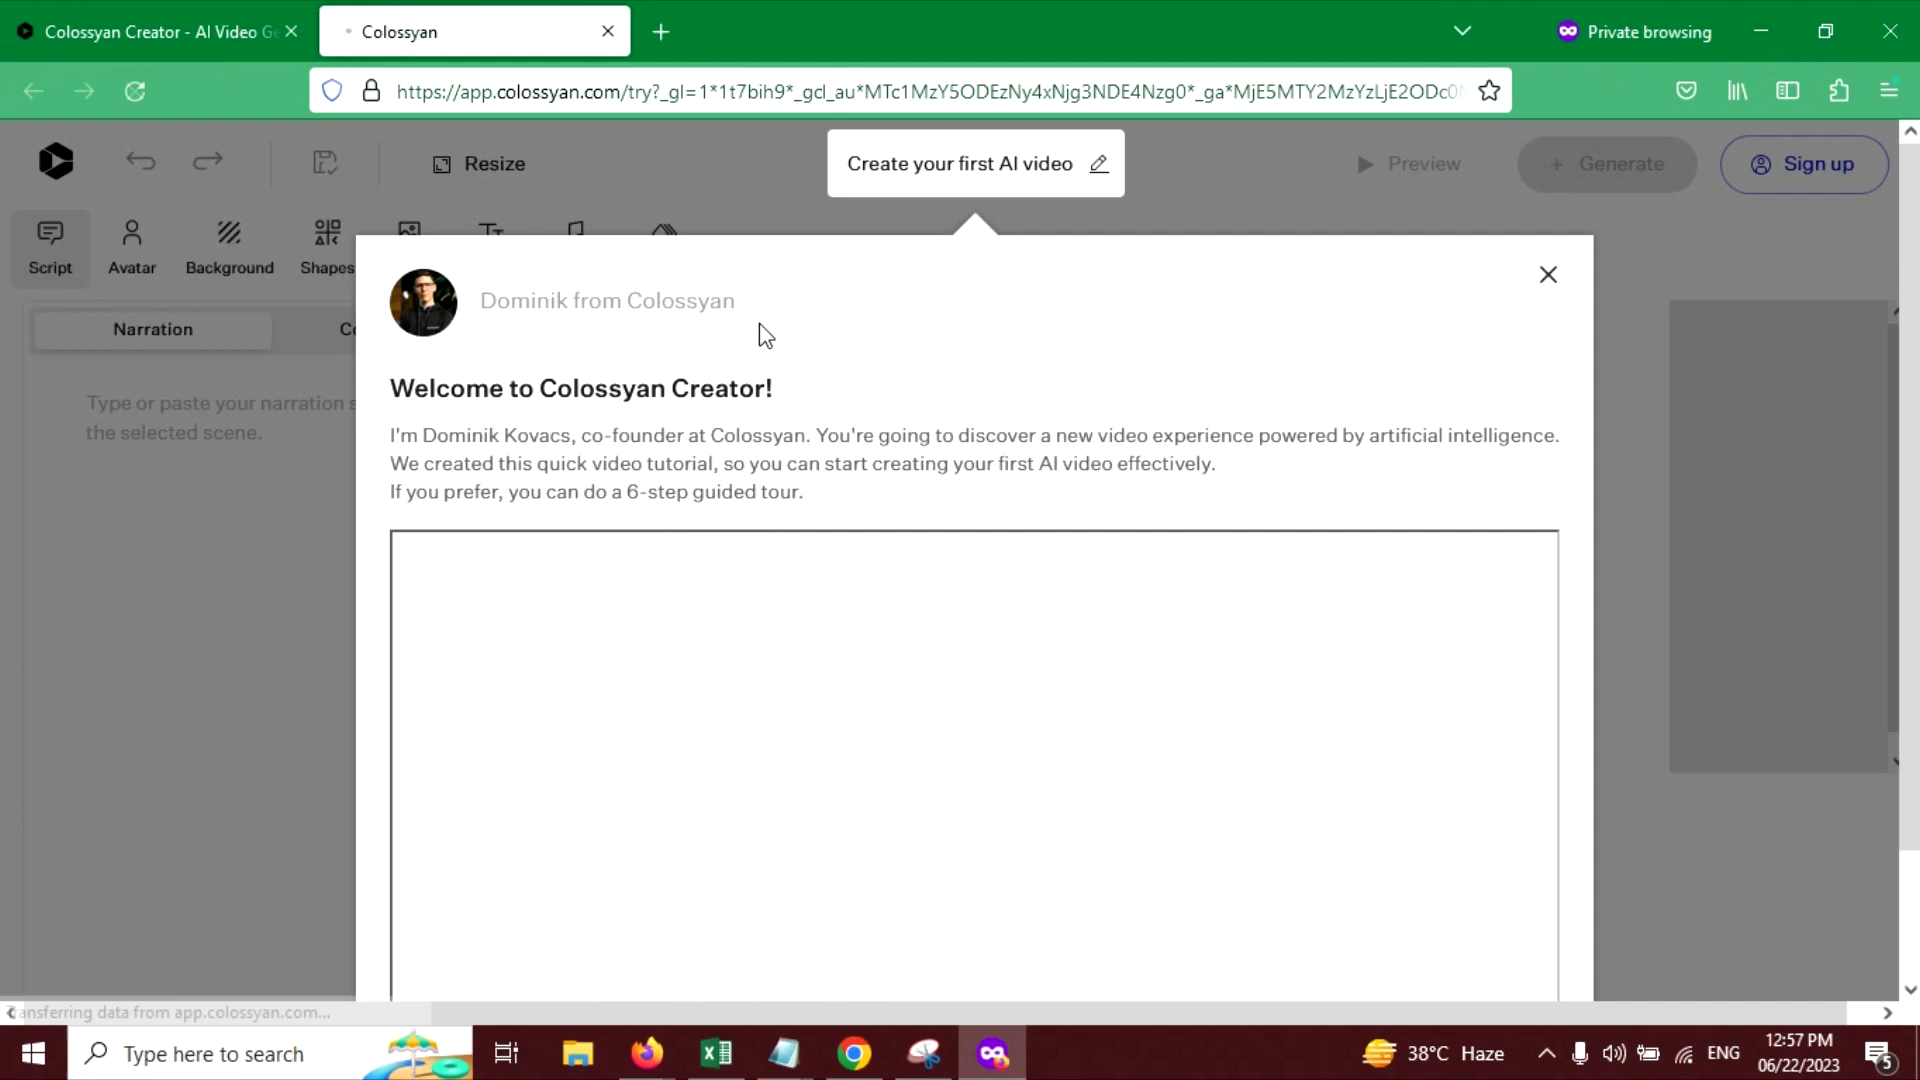 Colossyan Creator - AI Video Ge
Colossyan
Private browsing
https://app.colossyan.com/try?_gl=1*1t7bih9*_gcl_au*MTc1MzY5ODEzNy4xNjg3NDE4Nzg0*_ga*MjE5MTY2MzYzLjE2ODc0N
Resize
Create your first AI video
Preview
+ Generate
Sign up
Script
Avatar
Background
Shapes
Narration
Co
Type or paste your narration s
the selected scene.
Dominik from Colossyan
Welcome to Colossyan Creator!
I'm Dominik Kovacs, co-founder at Colossyan. You're going to discover a new video experience powered by artificial intelligence.
We created this quick video tutorial, so you can start creating your first AI video effectively.
If you prefer, you can do a 6-step guided tour.
ansferring data from app.colossyan.com...
Type here to search
38°C Haze
ENG
12:57 PM
06/22/2023
5